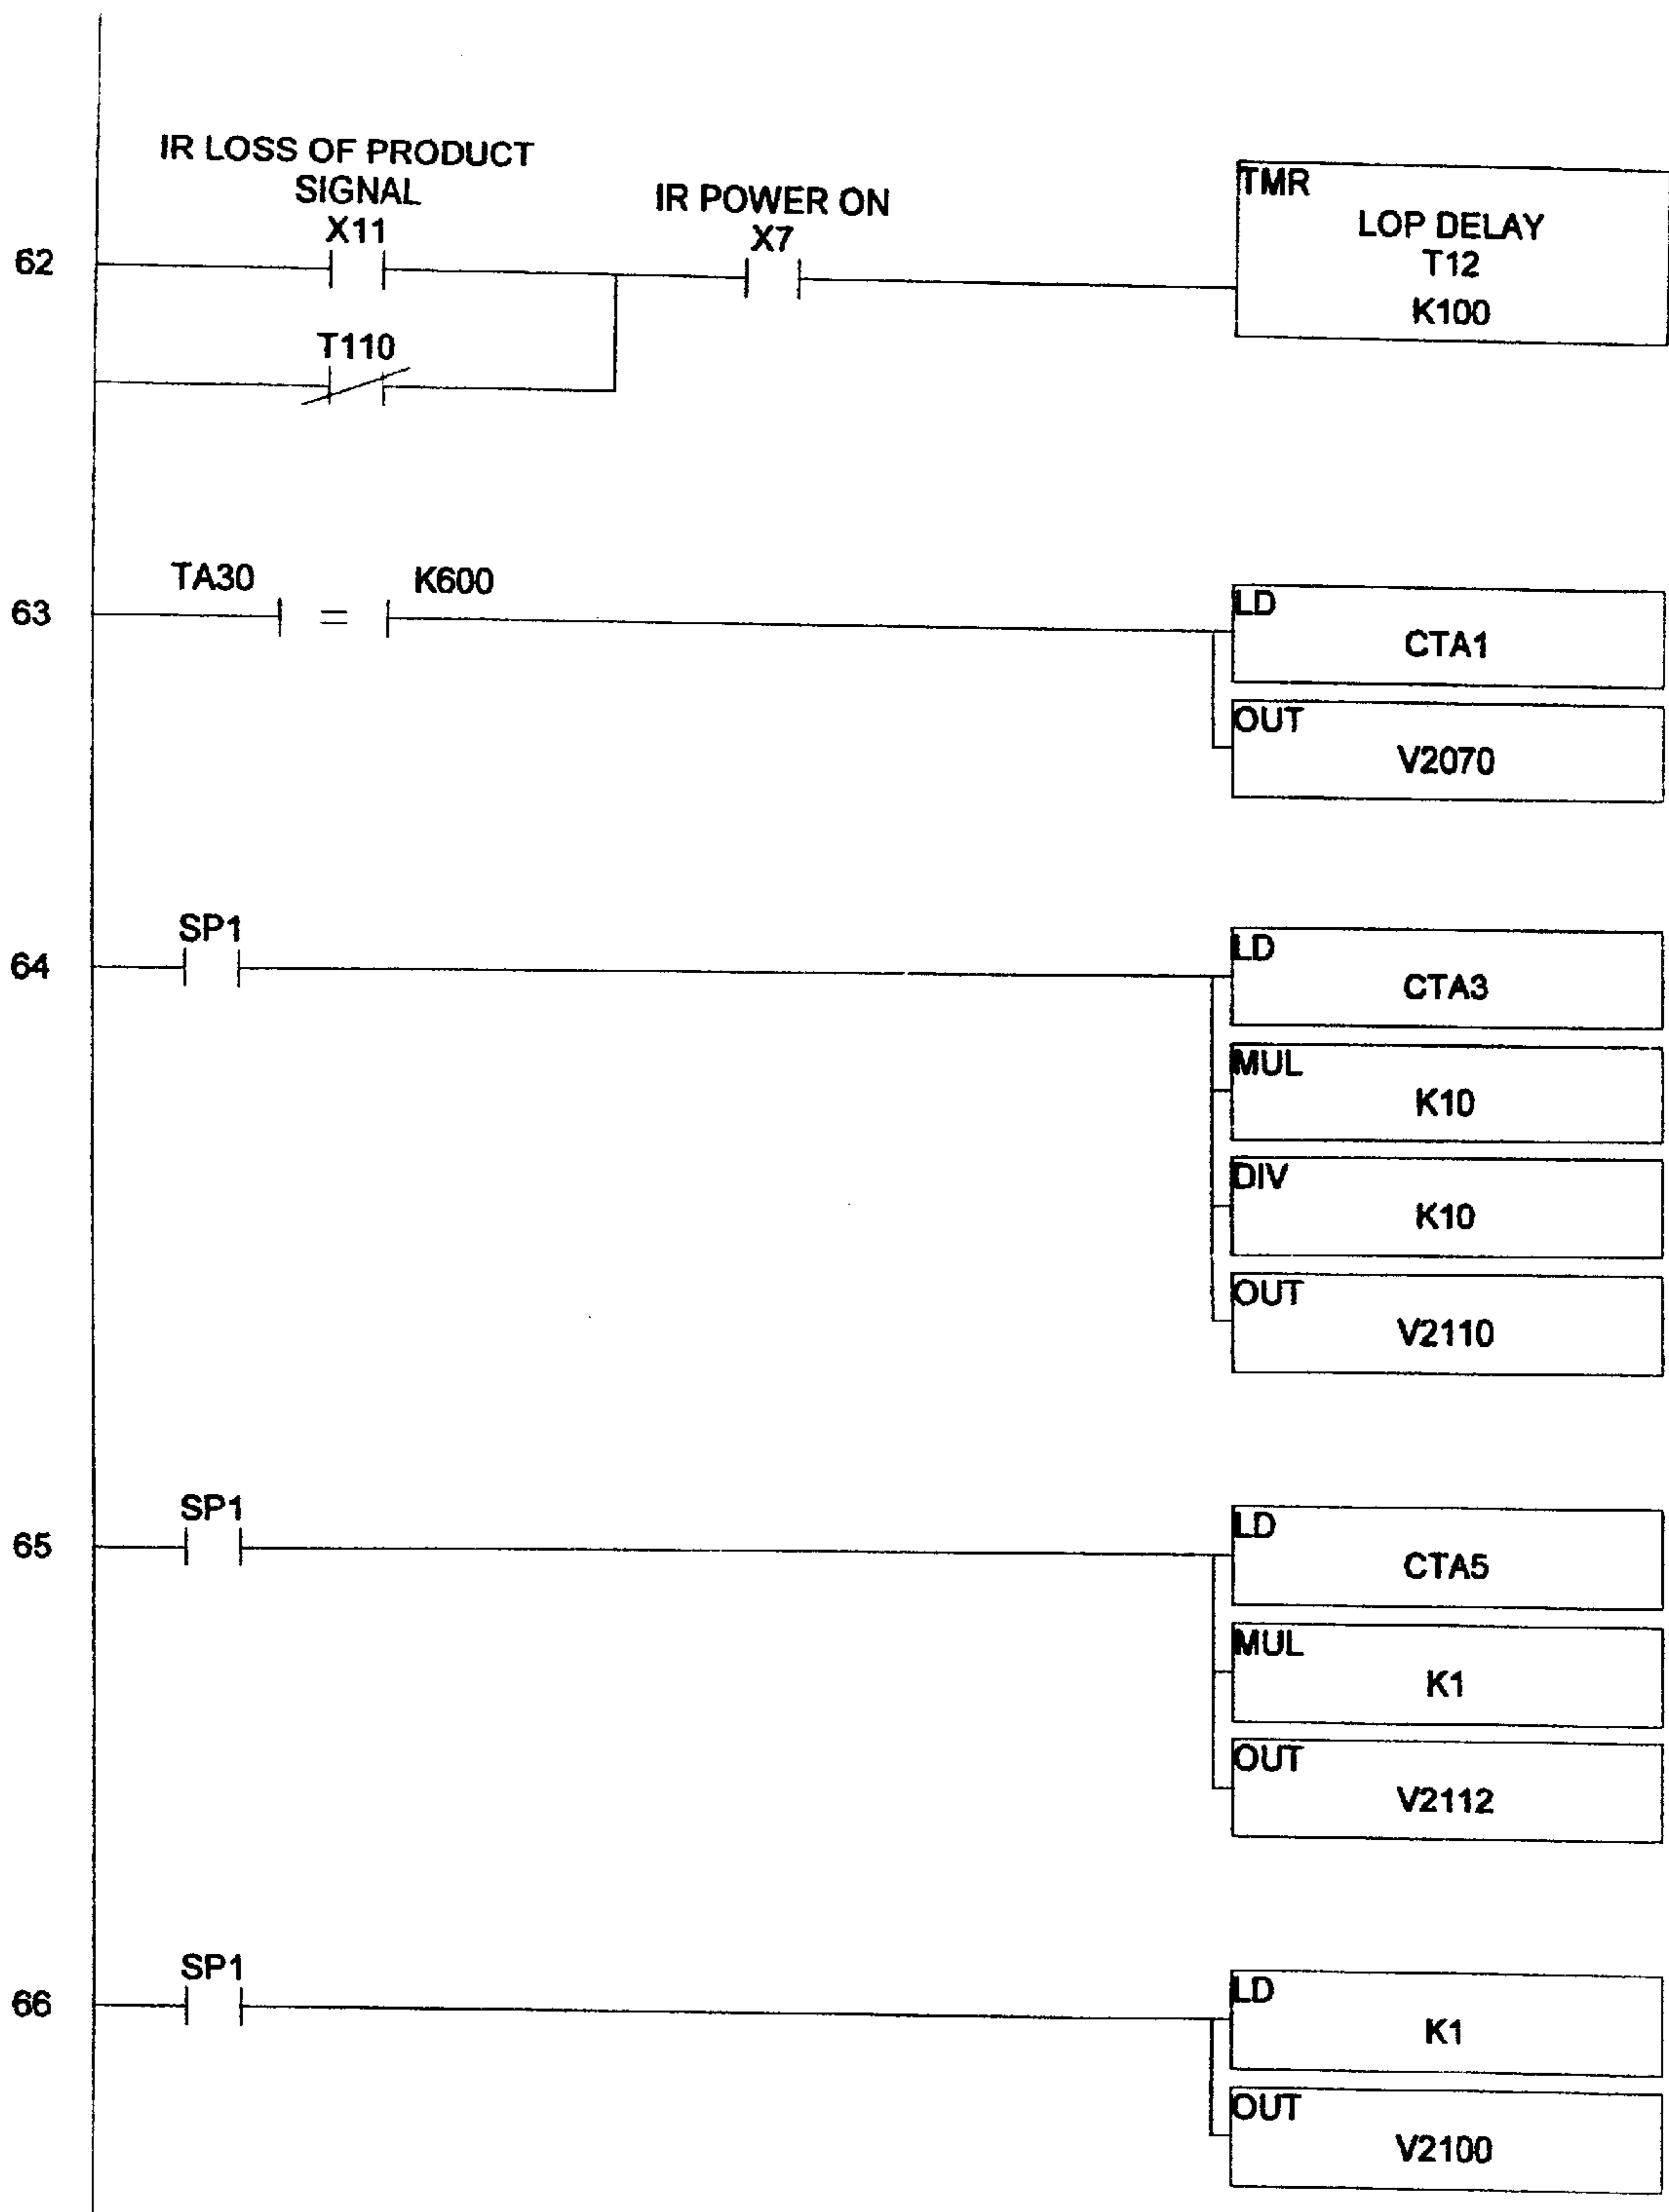 IR LOSS OF PRODUCT
SIGNAL
X11
IR POWER ON
X7
62
TMR
LOP DELAY
T12
K100
T110
63
TA30
=
K600
LD
CTA1
OUT
V2070
64
SP1
LD
CTA3
MUL
K10
DIV
K10
OUT
V2110
65
SP1
LD
CTA5
MUL
K1
OUT
V2112
66
SP1
LD
K1
OUT
V2100